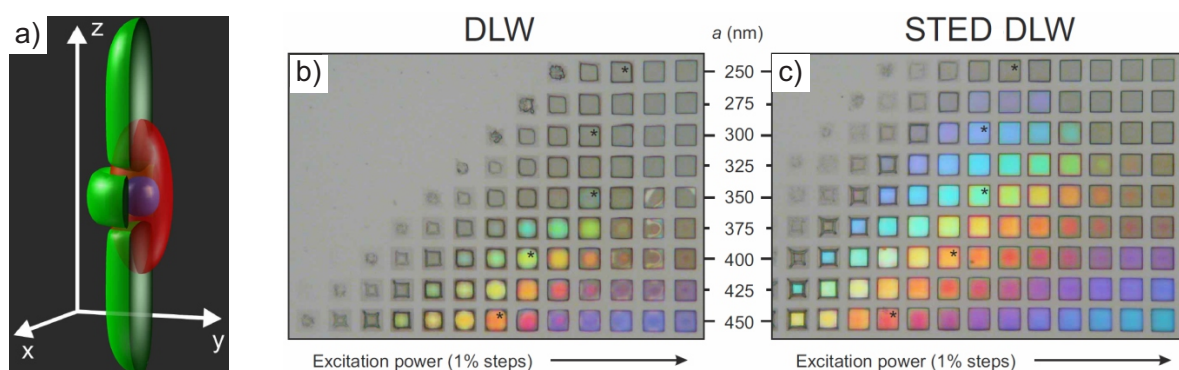 a)
z
x
y
DLW
a (nm)
STED DLW
b)
c)
*
*
*
*
*
*
*
*
*
*
250
275
300
325
350
375
400
425
450
Excitation power (1% steps)
Excitation power (1% steps)